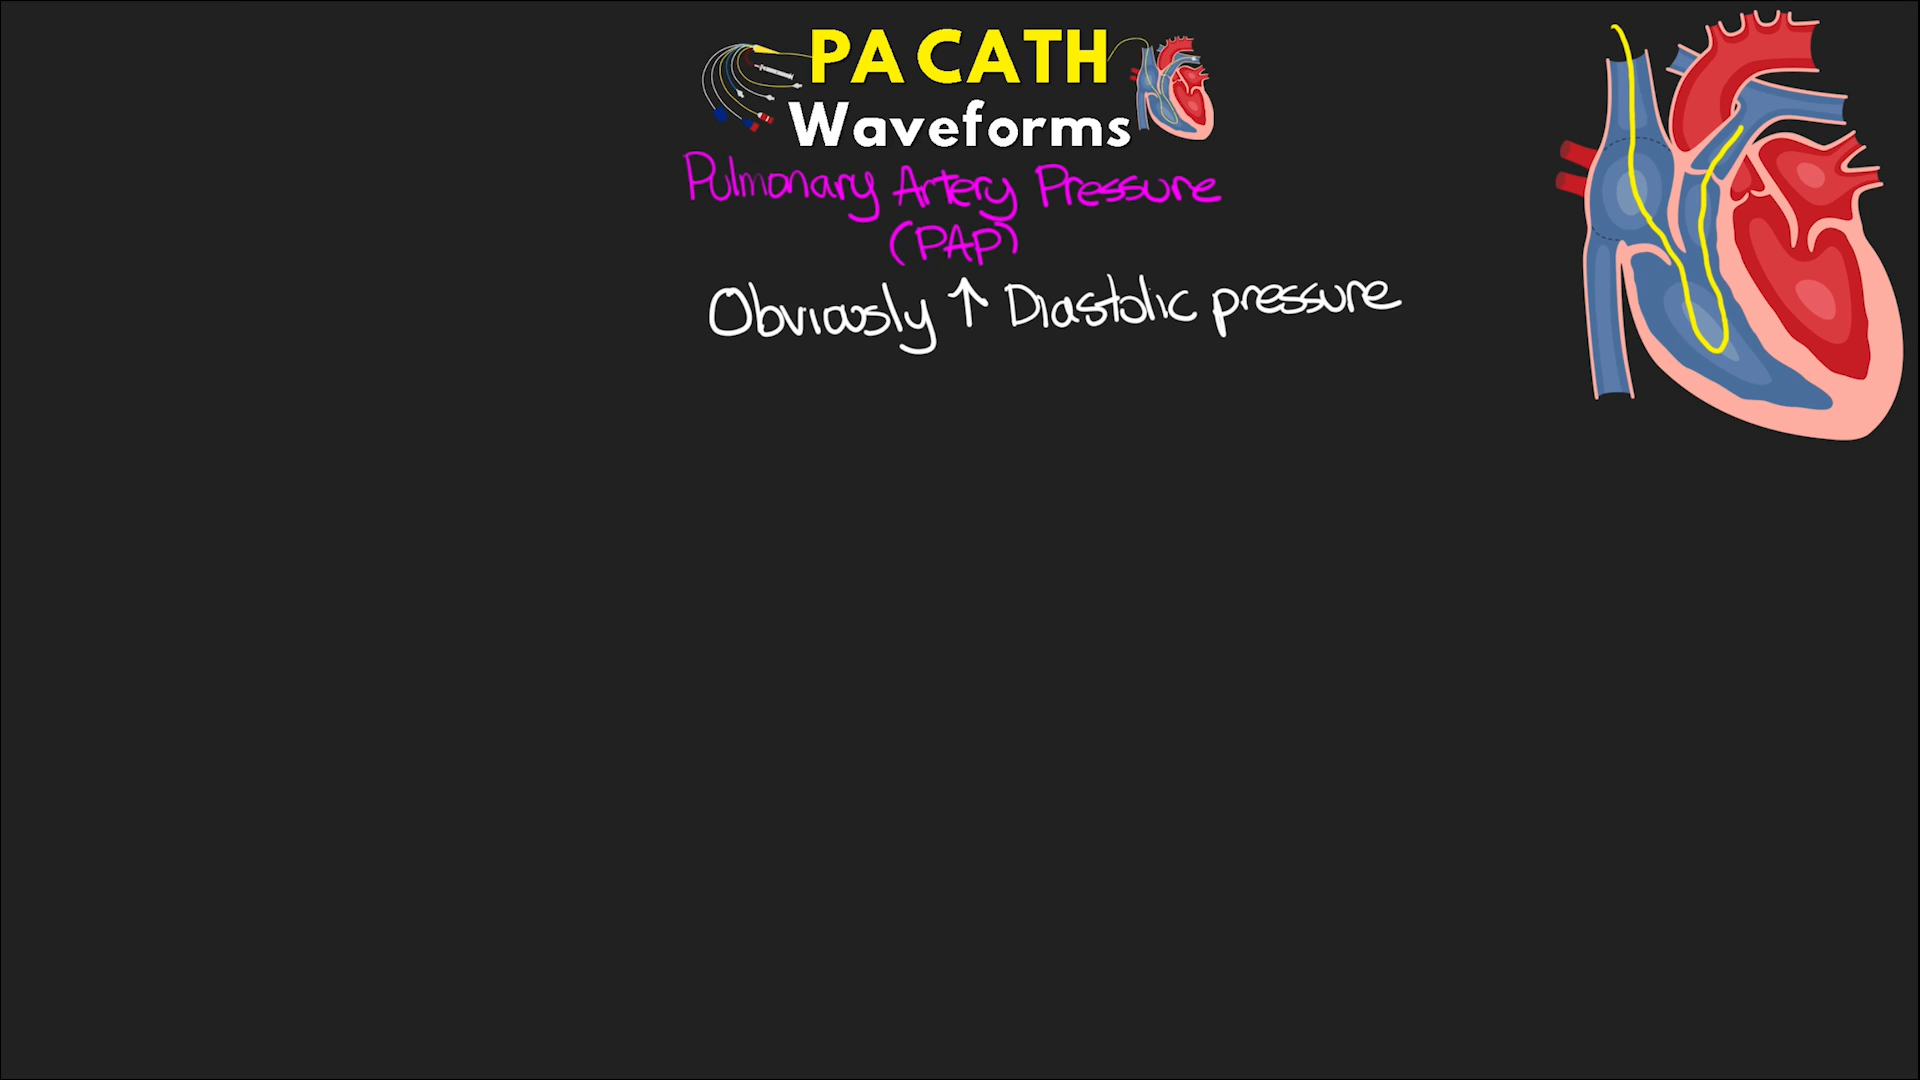 PA CATH
Waveforms
Pulmonary Artery Pressure
(PAP)
Obviously ↑ Diastolic pressure